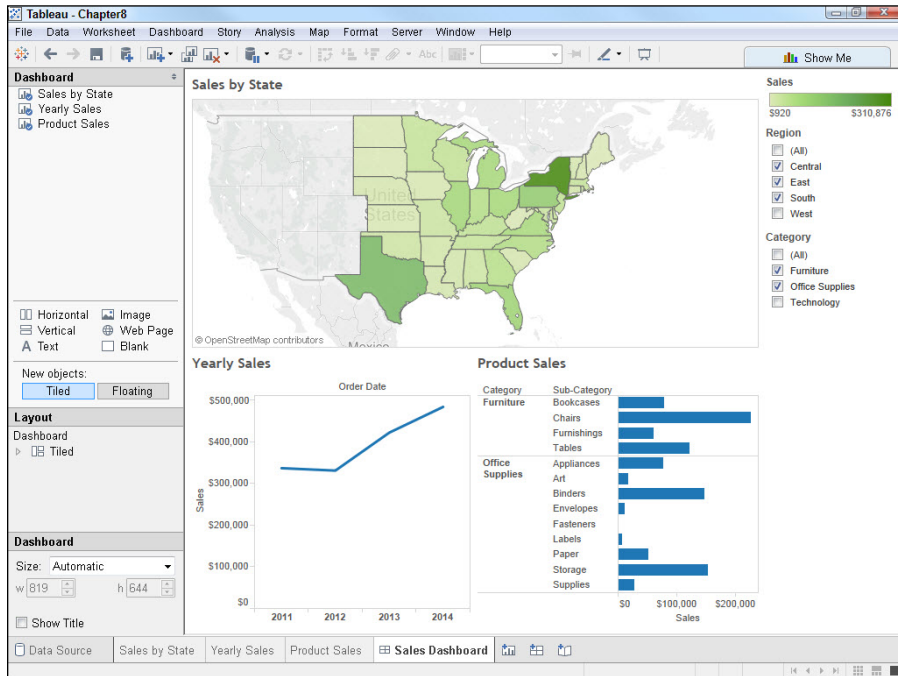 Tableau - Chapter8
File Data Worksheet Dashboard Story Analysis Map Format Server Window Help
Abc
Show Me
Dashboard
Sales by State
Yearly Sales
Product Sales
Horizontal Image
Vertical Web Page
A Text Blank
New objects:
Tiled Floating
Layout
Dashboard
Tiled
Dashboard
Size: Automatic
w 819 h 644
Show Title
Sales by State
United
States
Mexico
© OpenStreetMap contributors
Sales
$920 $310,876
Region
(All)
Central
East
South
West
Category
(All)
Furniture
Office Supplies
Technology
Yearly Sales
Order Date
$500,000
$400,000
$300,000
$200,000
$100,000
$0
Sales
2011 2012 2013 2014
Product Sales
Category Sub-Category
Furniture Bookcases
Chairs
Furnishings
Tables
Office Supplies Appliances
Art
Binders
Envelopes
Fasteners
Labels
Paper
Storage
Supplies
$0 $100,000 $200,000
Sales
Data Source Sales by State Yearly Sales Product Sales Sales Dashboard